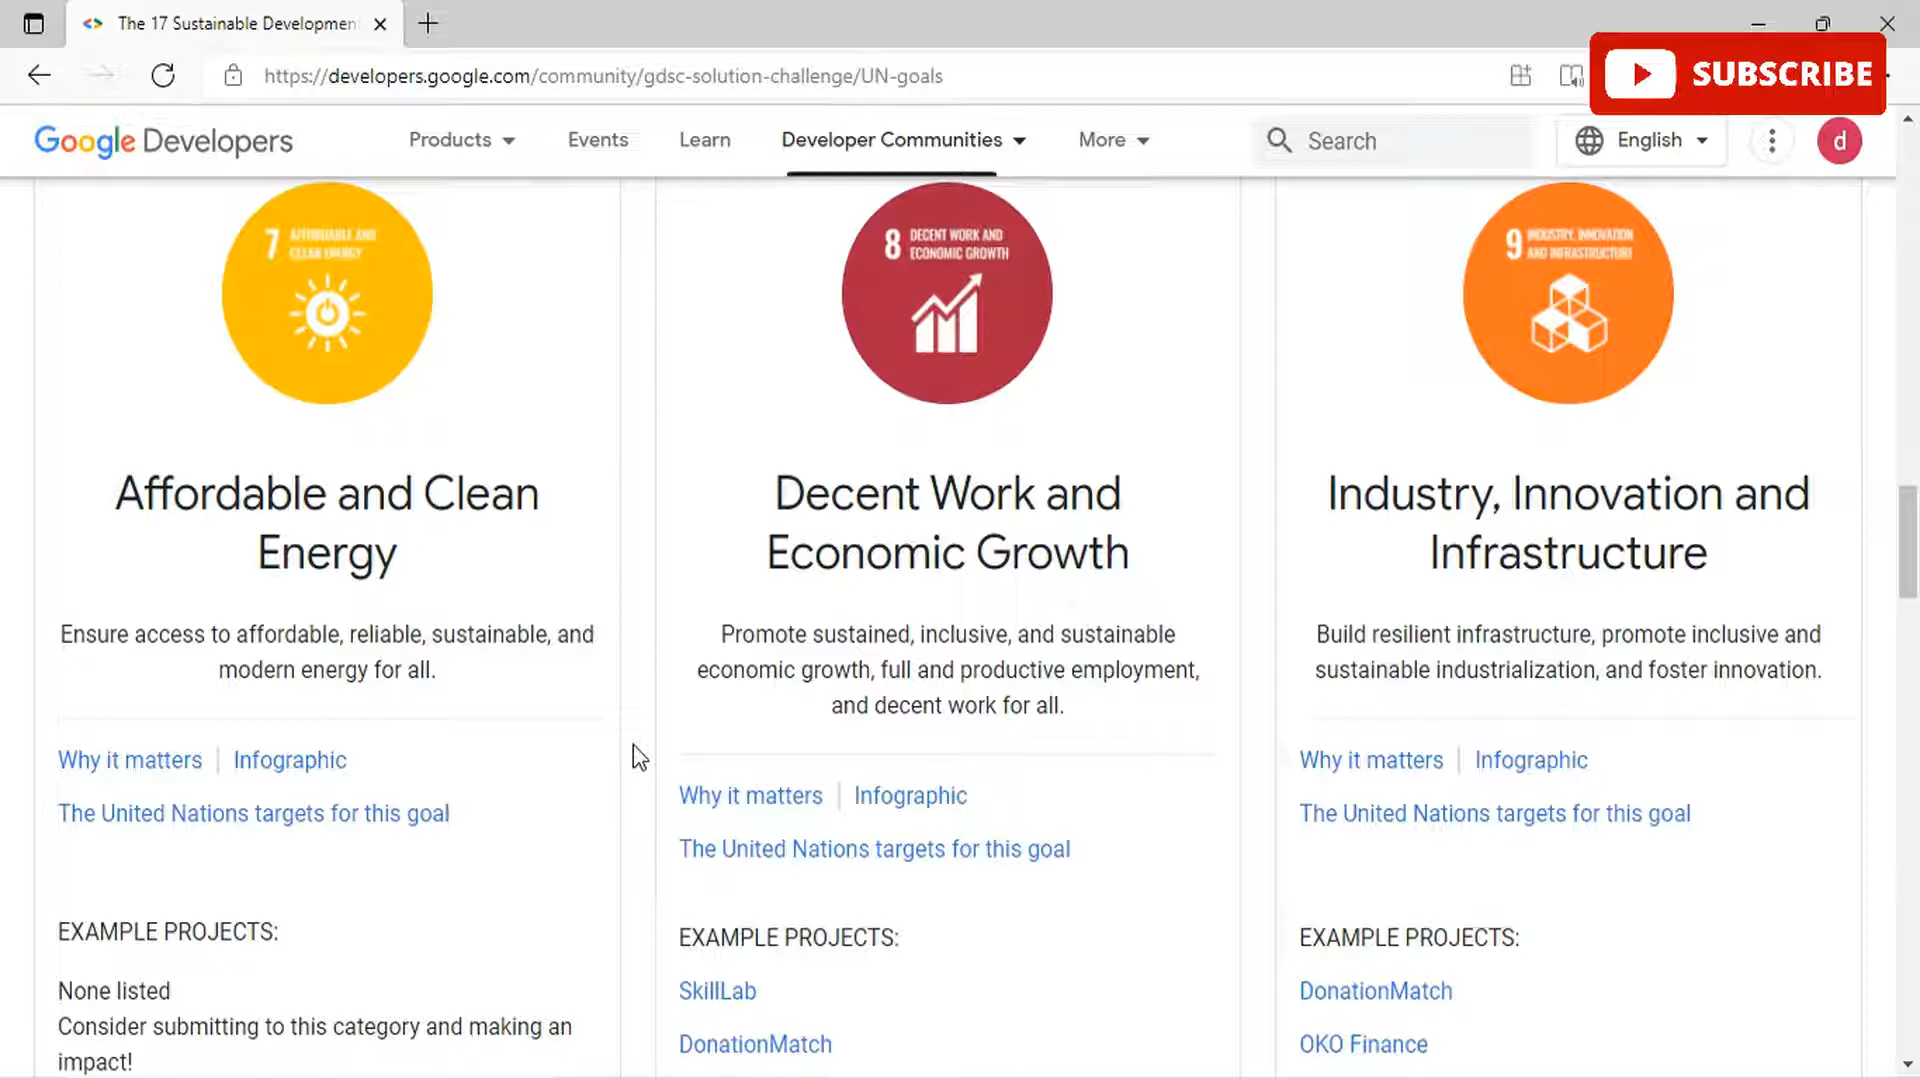 The 17 Sustainable Developmen
https://developers.google.com/community/gdsc-solution-challenge/UN-goals
SUBSCRIBE
Google Developers
Products
Events
Learn
Developer Communities
More
Search
English
d
7 AFFORDABLE AND
CLEAN ENERGY
8 DECENT WORK AND
ECONOMIC GROWTH
9 INDUSTRY, INNOVATION
AND INFRASTRUCTURE
Affordable and Clean
Energy
Ensure access to affordable, reliable, sustainable, and
modern energy for all.
Why it matters | Infographic
The United Nations targets for this goal
EXAMPLE PROJECTS:
None listed
Consider submitting to this category and making an
impact!
Decent Work and
Economic Growth
Promote sustained, inclusive, and sustainable
economic growth, full and productive employment,
and decent work for all.
Why it matters | Infographic
The United Nations targets for this goal
EXAMPLE PROJECTS:
SkillLab
DonationMatch
Industry, Innovation and
Infrastructure
Build resilient infrastructure, promote inclusive and
sustainable industrialization, and foster innovation.
Why it matters | Infographic
The United Nations targets for this goal
EXAMPLE PROJECTS:
DonationMatch
OKO Finance